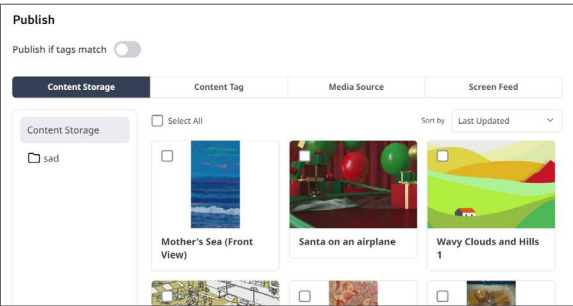 Publish
Publish if tags match
Content Storage
Content Tag
Media Source
Screen Feed
Content Storage
sad
Select All
Sort by
Last Updated
Mother's Sea (Front
View)
Santa on an airplane
Wavy Clouds and Hills
1